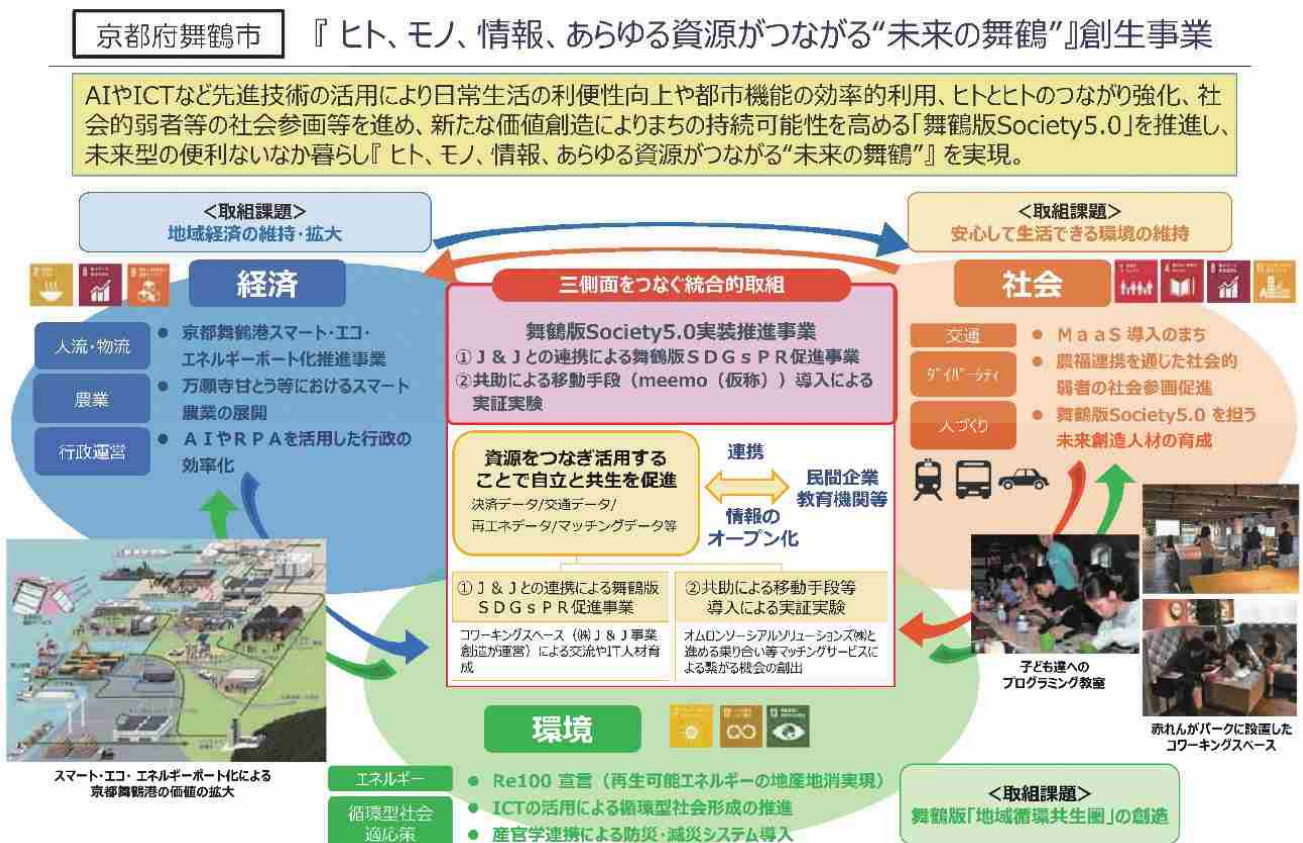 京都府舞鶴市
『ヒト、モノ、情報、あらゆる資源がつながる“未来の舞鶴”』創生事業
AIやICTなど先進技術の活用により日常生活の利便性向上や都市機能の効率的利用、ヒトとヒトのつながり強化、社
会的弱者等の社会参画等を進め、新たな価値創造によりまちの持続可能性を高める「舞鶴版Society5.0」を推進し、
未来型の便利ないなか暮らし『ヒト、モノ、情報、あらゆる資源がつながる“未来の舞鶴”』を実現。
<取組課題>
地域経済の維持・拡大
<取組課題>
安心して生活できる環境の維持
経済
人流・物流
農業
行政運営
● 京都舞鶴港スマート・エコ・
エネルギーポート化推進事業
● 万願寺甘とう等におけるスマート
農業の展開
● AIやRPAを活用した行政の
効率化
三側面をつなぐ統合的取組
舞鶴版Society5.0実装推進事業
①J&Jとの連携による舞鶴版SDGsPR促進事業
②共助による移動手段(meemo(仮称))導入による
実証実験
社会
交通
ダイバーシティ
人づくり
● MaaS 導入のまち
● 農福連携を通じた社会的
弱者の社会参画促進
● 舞鶴版Society5.0 を担う
未来創造人材の育成
資源をつなぎ活用する
ことで自立と共生を促進
決済データ/交通データ/
再エネデータ/マッチングデータ等
連携
情報の
オープン化
民間企業
教育機関等
①J&Jとの連携による舞鶴版
SDGsPR促進事業
コワーキングスペース(㈱J&J事業
創造が運営)による交流やIT人材育
成
②共助による移動手段等
導入による実証実験
オムロンソーシアルソリューションズ㈱と
進める乗り合い等マッチングサービスに
よる繋がる機会の創出
子ども達への
プログラミング教室
赤れんがパークに設置した
コワーキングスペース
スマート・エコ・エネルギーポート化による
京都舞鶴港の価値の拡大
環境
エネルギー
循環型社会
適応策
● Re100 宣言(再生可能エネルギーの地産地消実現)
● ICTの活用による循環型社会形成の推進
● 産官学連携による防災・減災システム導入
<取組課題>
舞鶴版「地域循環共生圏」の創造